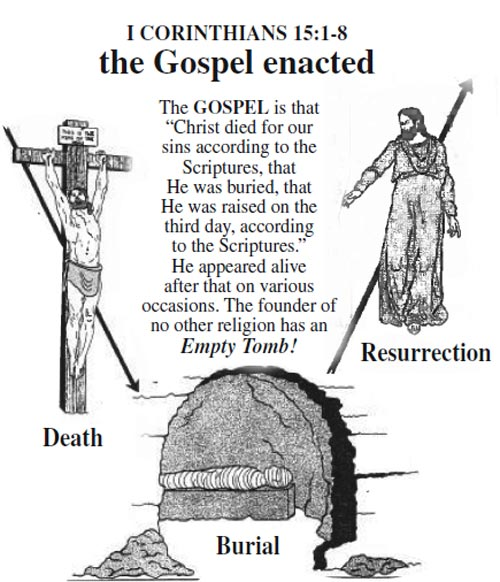 I CORINTHIANS 15:1-8
the Gospel enacted
The GOSPEL is that
“Christ died for our
sins according to the
Scriptures, that
He was buried, that
He was raised on the
third day, according
to the Scriptures.”
He appeared alive
after that on various
occasions. The founder of
no other religion has an
Empty Tomb!
Resurrection
Death
Burial